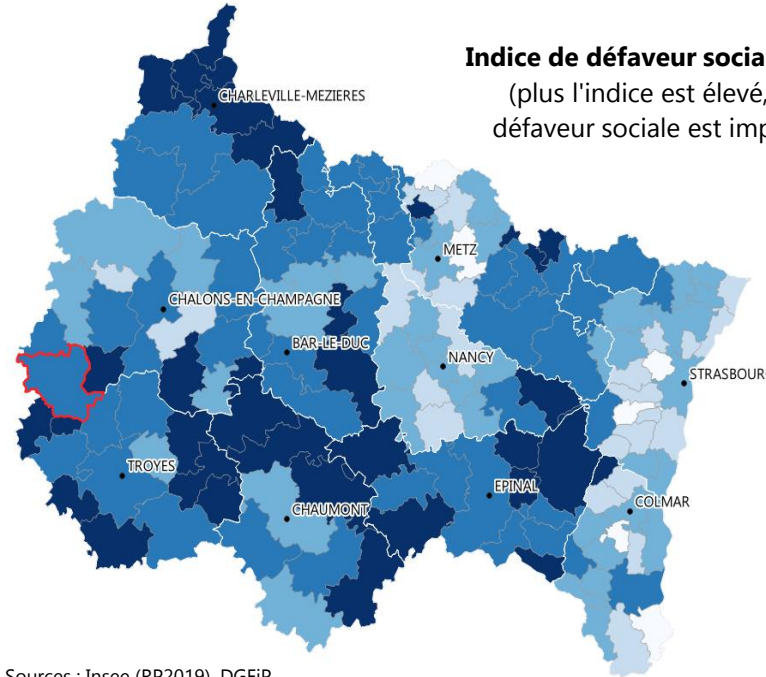 Indice de défaveur socia
(plus l'indice est élevé,
défaveur sociale est imp
CHARLEVILLE-MEZIERES
METZ
CHALONS-EN-CHAMPAGNE
BAR-LE-DUC
NANCY
STRASBOUR
TROYES
EPINAL
CHAUMONT
COLMAR
Sources : Insee (RP2019), DGFiP